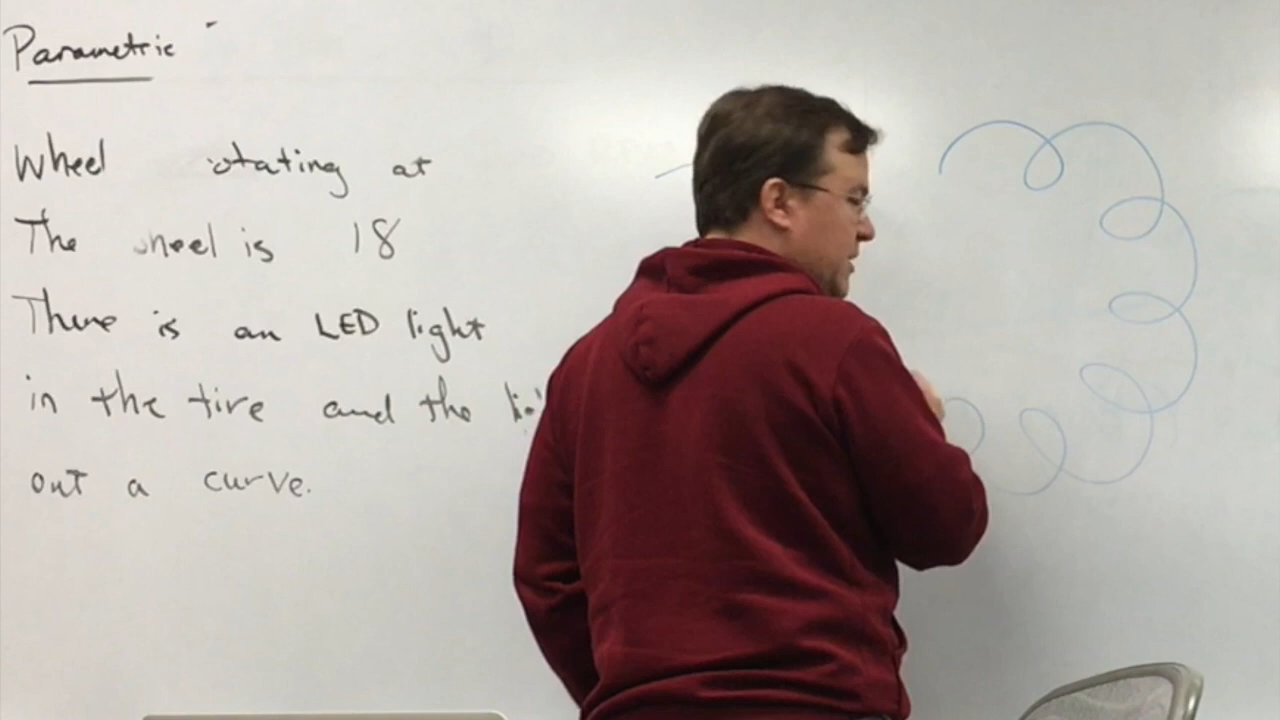 Parametric
Wheel otating at
The heel is 18
There is an LED light
in the tire and the
out a curve.